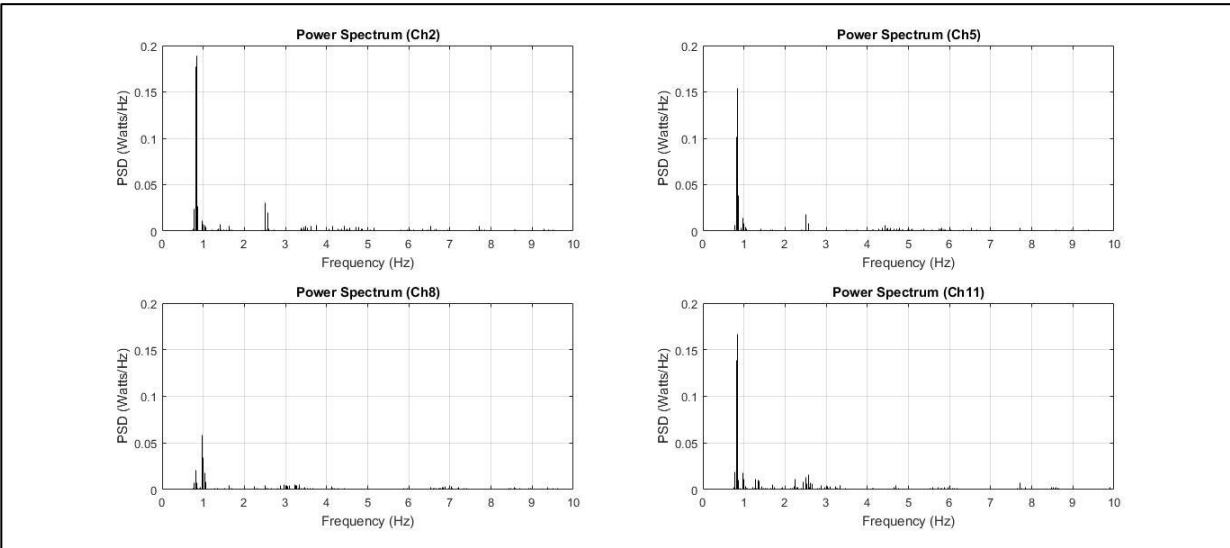 Power Spectrum (Ch2)
0.2
0.15
0.1
0.05
0
PSD (Watts/Hz)
0 1 2 3 4 5 6 7 8 9 10
Frequency (Hz)
Power Spectrum (Ch5)
0.2
0.15
0.1
0.05
0
PSD (Watts/Hz)
0 1 2 3 4 5 6 7 8 9 10
Frequency (Hz)
Power Spectrum (Ch8)
0.2
0.15
0.1
0.05
0
PSD (Watts/Hz)
0 1 2 3 4 5 6 7 8 9 10
Frequency (Hz)
Power Spectrum (Ch11)
0.2
0.15
0.1
0.05
0
PSD (Watts/Hz)
0 1 2 3 4 5 6 7 8 9 10
Frequency (Hz)